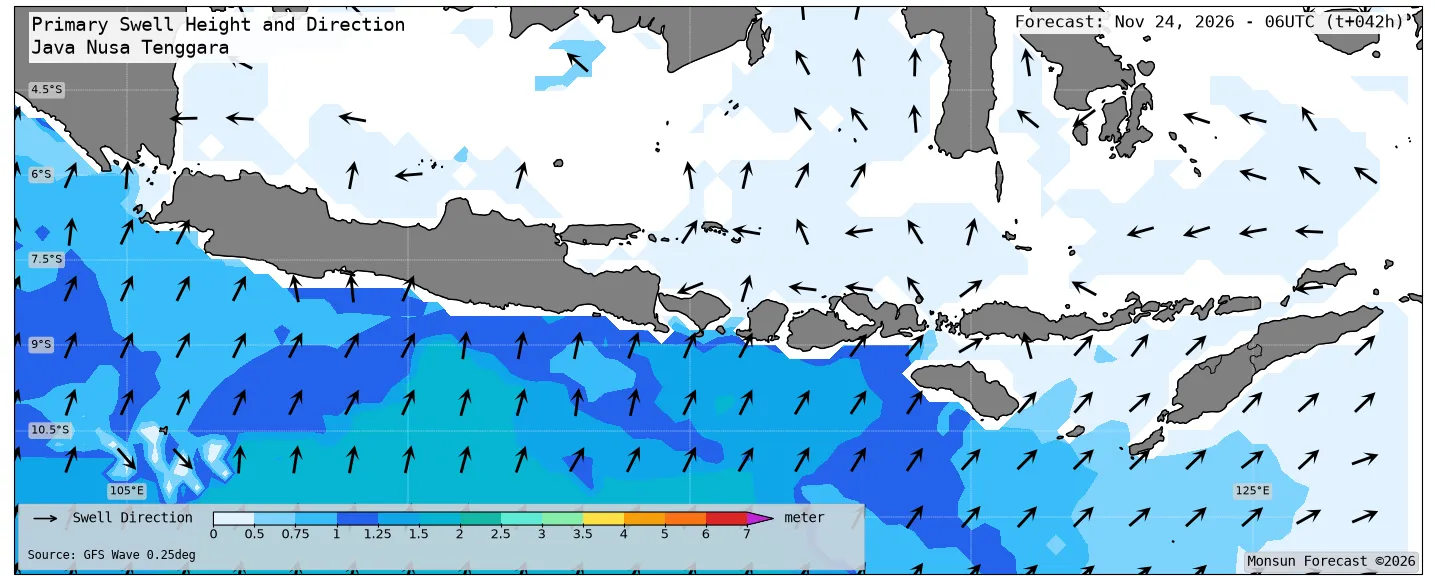 Primary Swell Height and Direction
Java Nusa Tenggara
Forecast: Nov 24, 2026 - 06UTC (t+042h)
4.5°S
6°S
7.5°S
9°S
10.5°S
105°E
125°E
Swell Direction
0 0.5 0.75 1 1.25 1.5 2 2.5 3 3.5 4 5 6 7
meter
Source: GFS Wave 0.25deg
Monsun Forecast ©2026